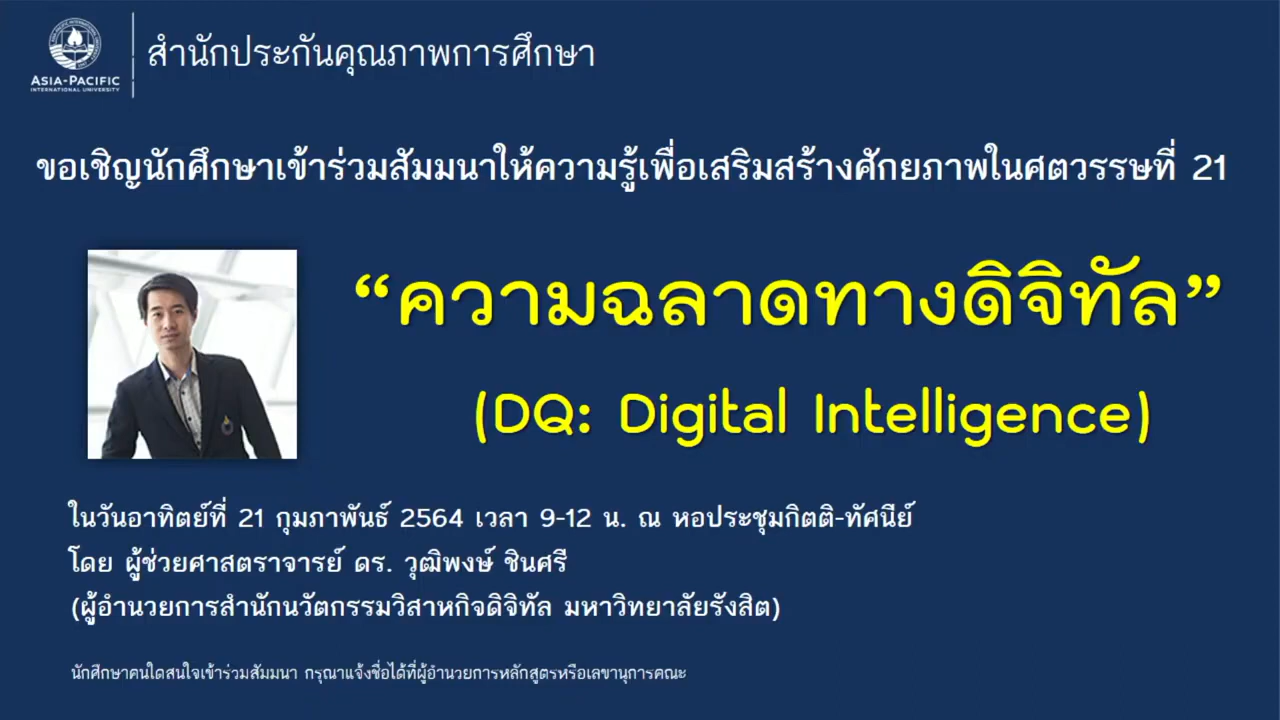 ASIA-PACIFIC
INTERNATIONAL UNIVERSITY
สำนักประกันคุณภาพการศึกษา
ขอเชิญนักศึกษาเข้าร่วมสัมมนาให้ความรู้เพื่อเสริมสร้างศักยภาพในศตวรรษที่ 21
“ความฉลาดทางดิจิทัล”
(DQ: Digital Intelligence)
ในวันอาทิตย์ที่ 21 กุมภาพันธ์ 2564 เวลา 9-12 น. ณ หอประชุมกิตติ-ทัศนีย์
โดย ผู้ช่วยศาสตราจารย์ ดร. วุฒิพงษ์ ชินศรี
(ผู้อำนวยการสำนักนวัตกรรมวิสาหกิจดิจิทัล มหาวิทยาลัยรังสิต)
นักศึกษาคนใดสนใจเข้าร่วมสัมมนา กรุณาแจ้งชื่อได้ที่ผู้อำนวยการหลักสูตรหรือเลขานุการคณะ